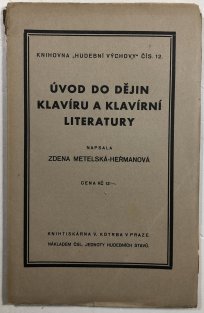 KNIHOVNA „HUDEBNÍ VÝCHOVY" ČÍS. 12.
ÚVOD DO DĚJIN
KLAVÍRU A KLAVÍRNÍ
LITERATURY
NAPSALA
ZDENA METELSKÁ-HEŘMANOVÁ
CENA KČ 12·—.
KNIHTISKÁRNA V. KOTRBA V PRAZE.
NÁKLADEM ČSL. JEDNOTY HUDEBNÍCH STAVŮ.